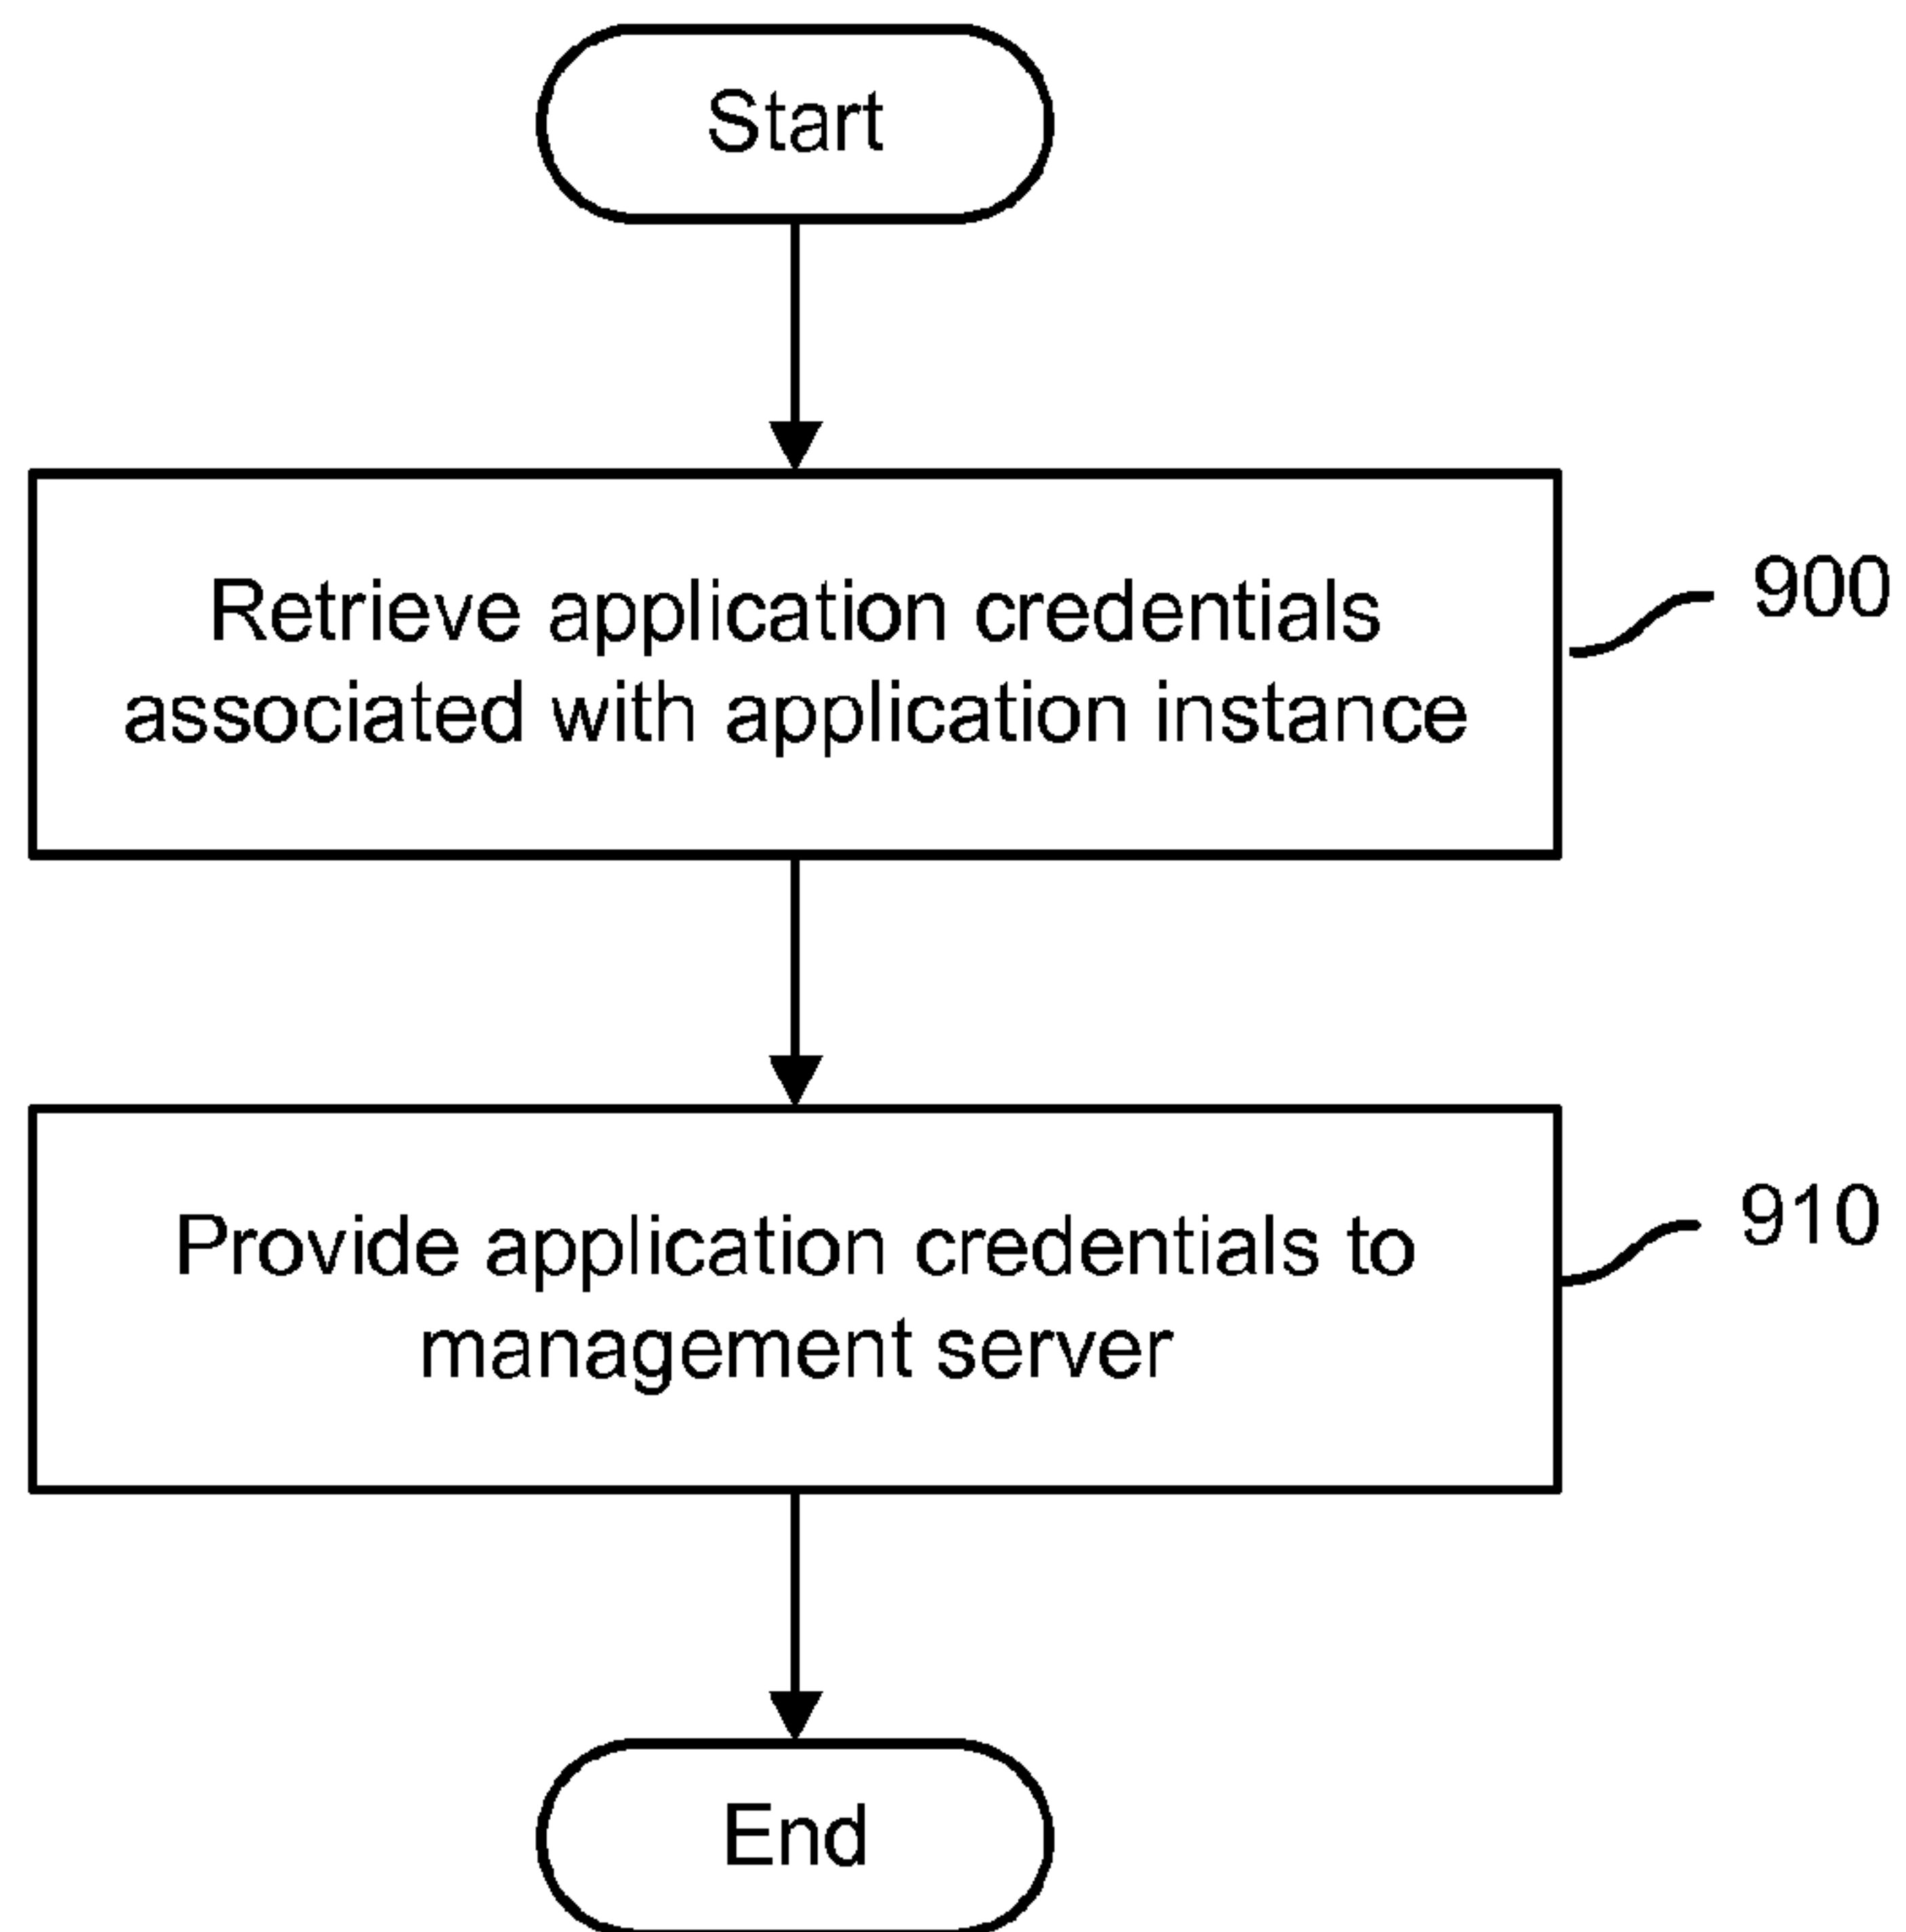 Start
Retrieve application credentials
associated with application instance
900
Provide application credentials to
management server
910
End